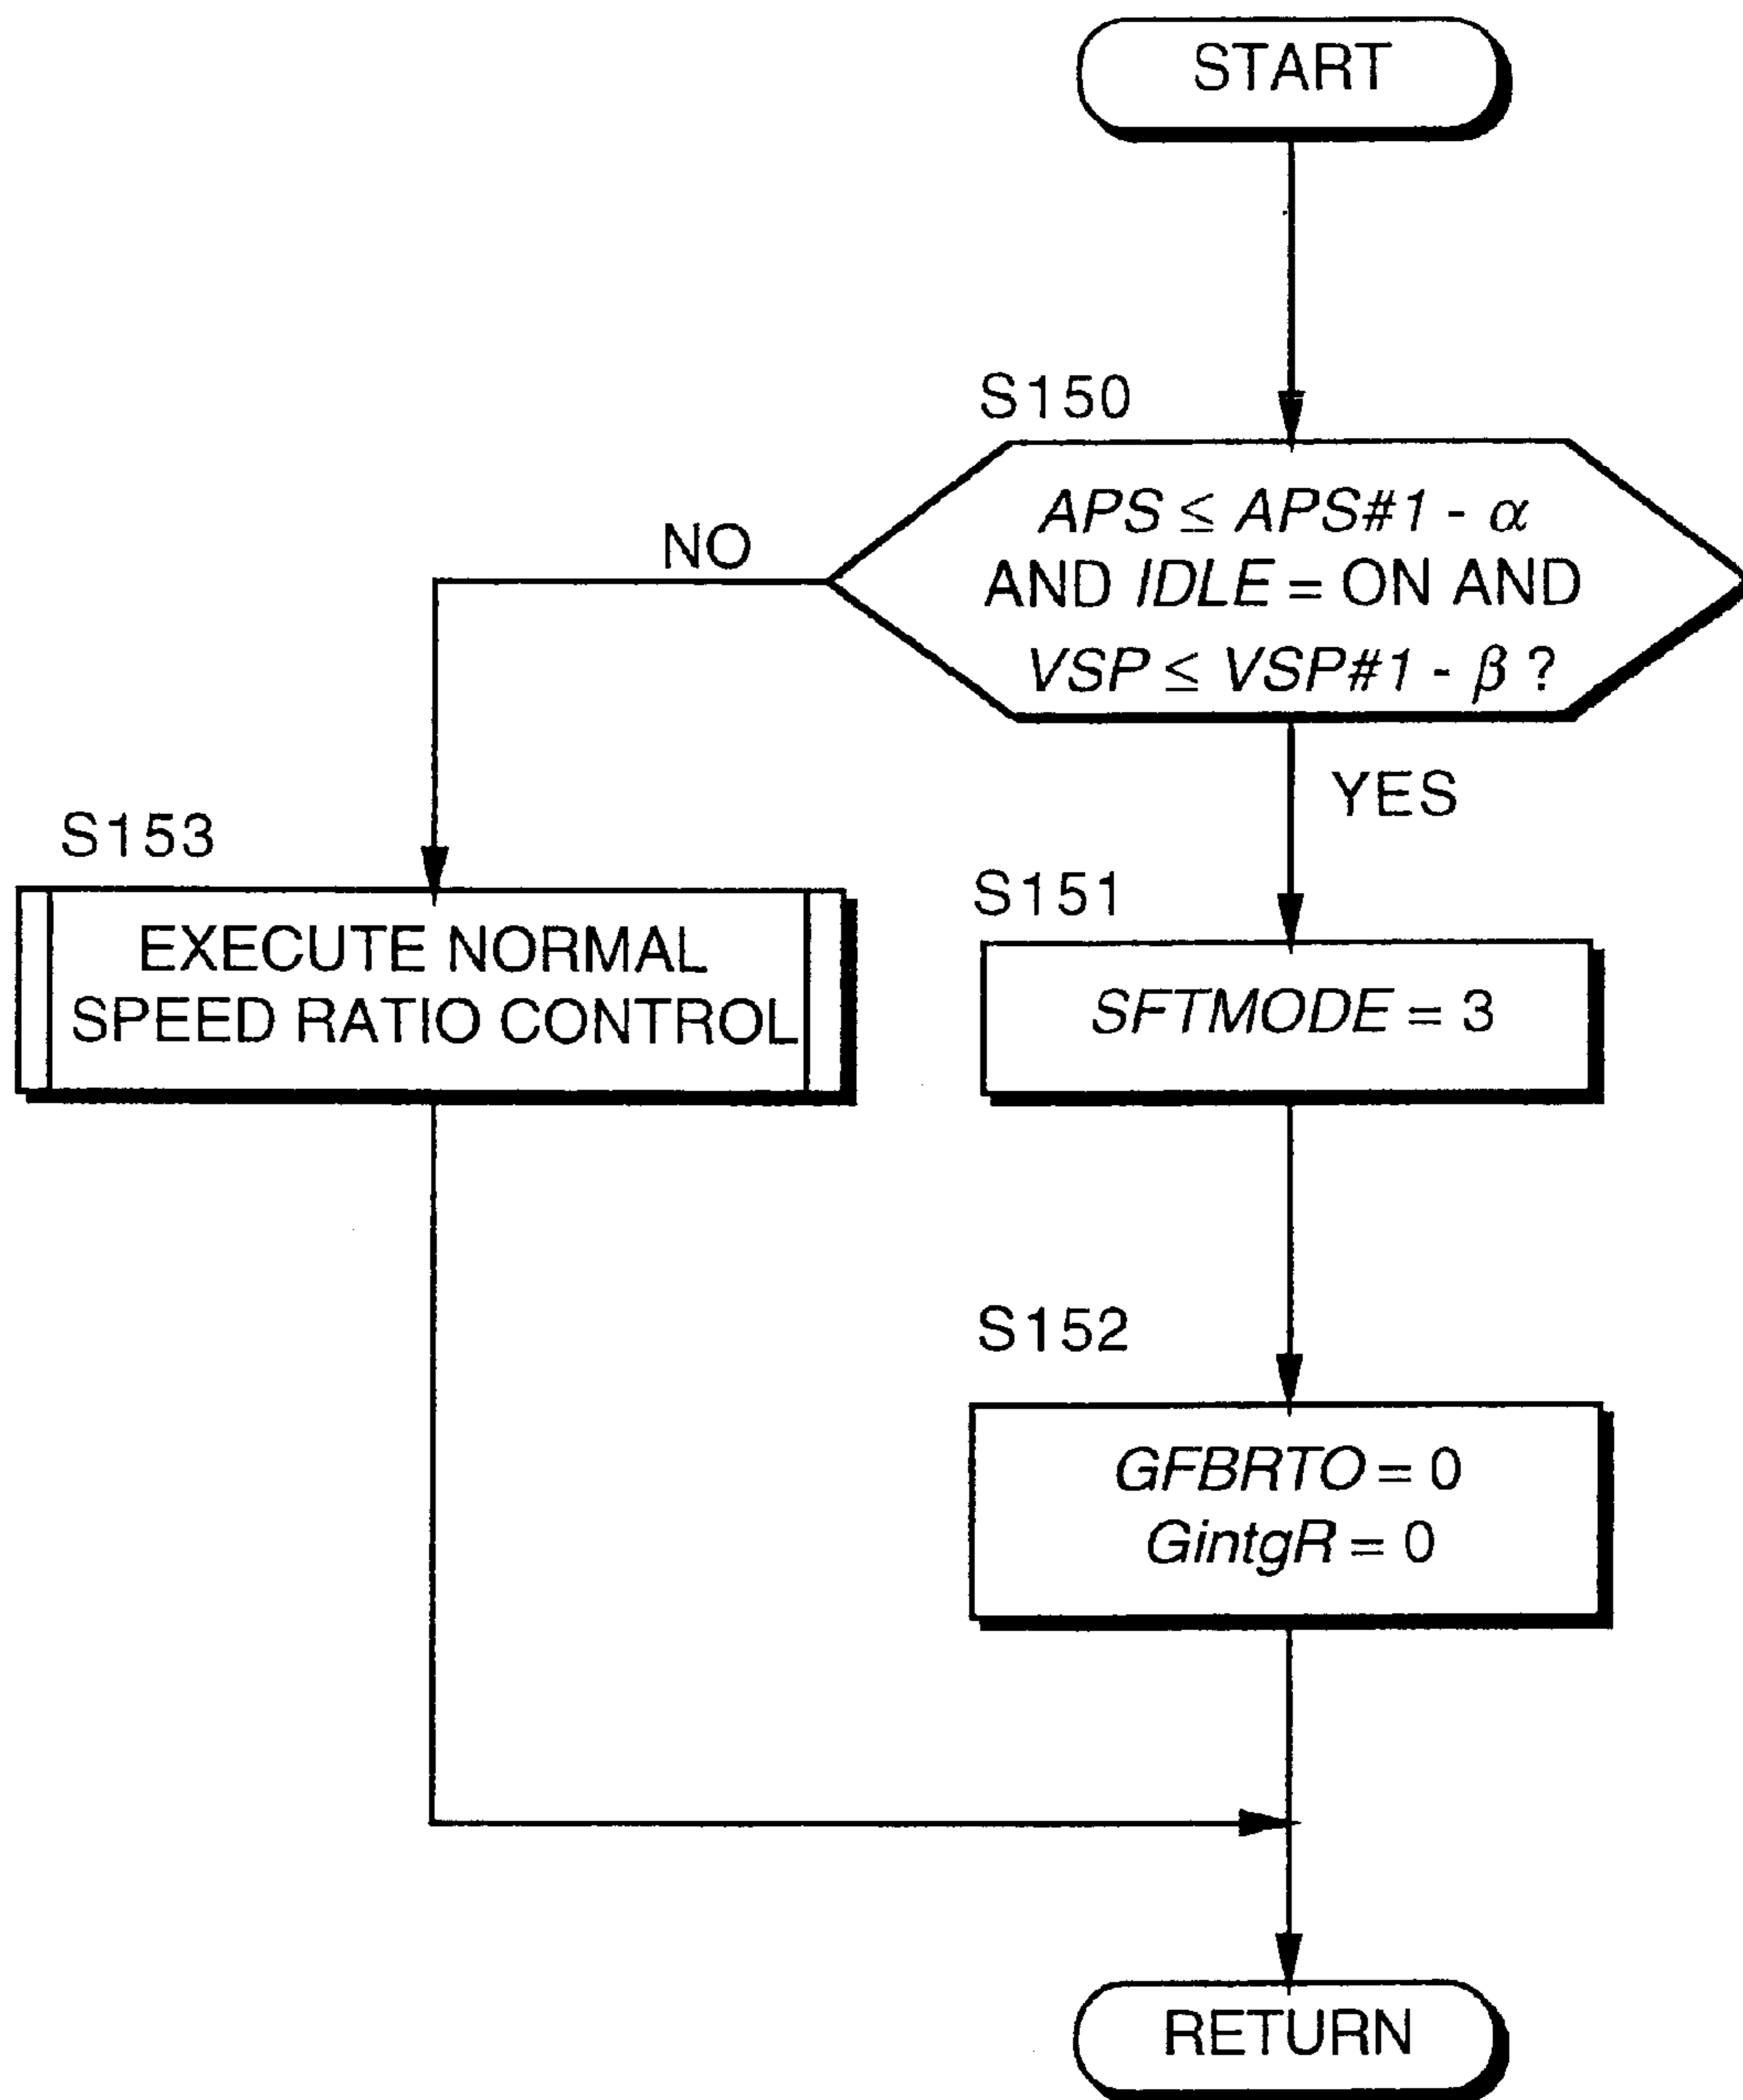 START
S150
APS ≤ APS#1 - α
AND IDLE = ON AND
VSP ≤ VSP#1 - β ?
NO
YES
S153
EXECUTE NORMAL
SPEED RATIO CONTROL
S151
SFTMODE = 3
S152
GFBRTO = 0
GintgR = 0
RETURN